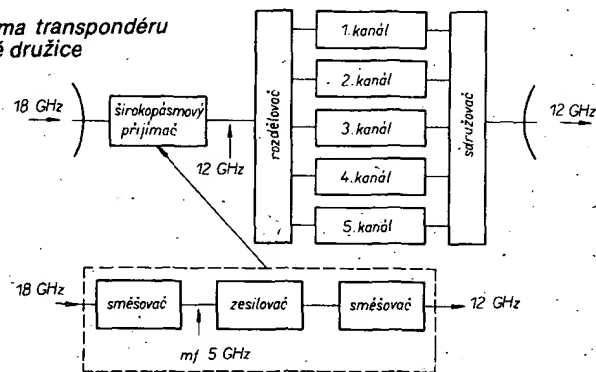 ma transpondéru
é družice
18 GHz
širokopásmový
přijímač
12 GHz
rozdělovač
1. kanál
2. kanál
3. kanál
4. kanál
5. kanál
sdružovač
12 GHz
18 GHz
směšovač
mf 5 GHz
zesilovač
směšovač
12 GHz